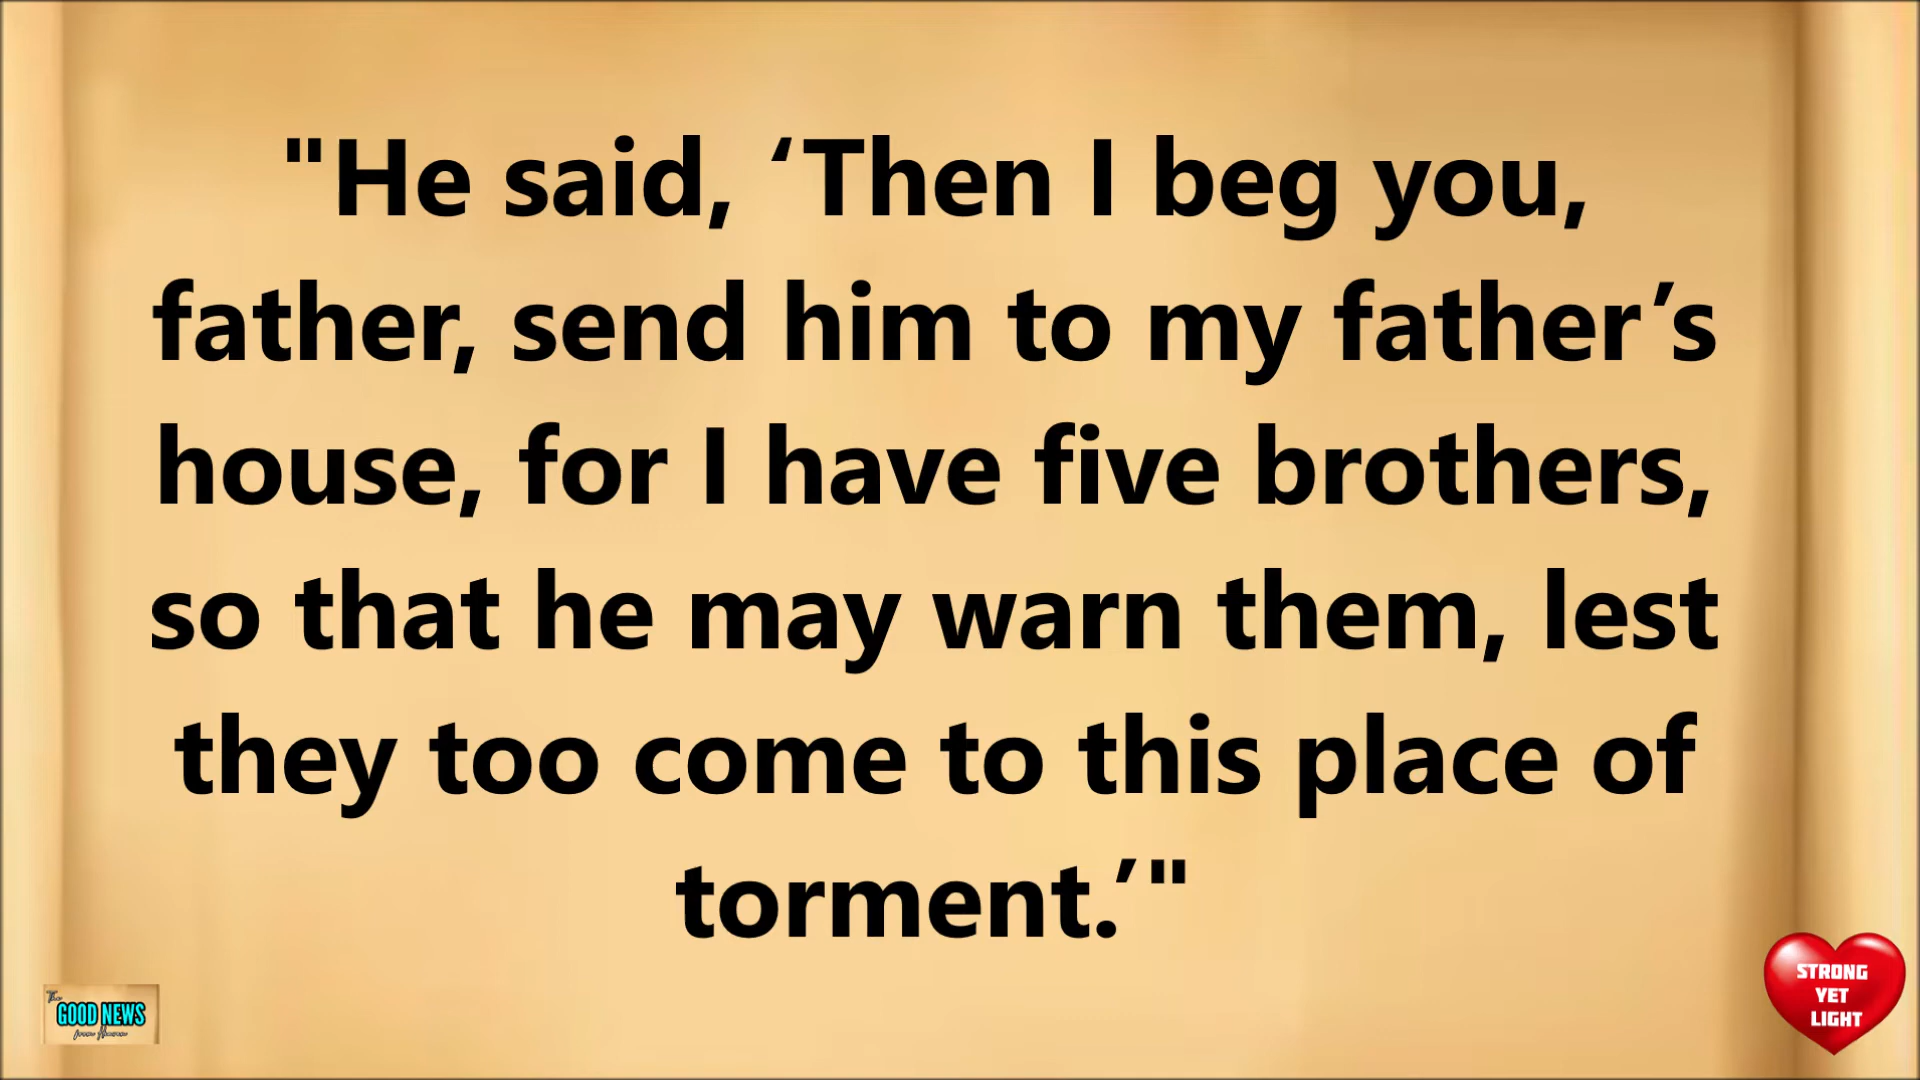 "He said, ‘Then I beg you,
father, send him to my father’s
house, for I have five brothers,
so that he may warn them, lest
they too come to this place of
torment.’"
The
GOOD NEWS
STRONG
YET
LIGHT